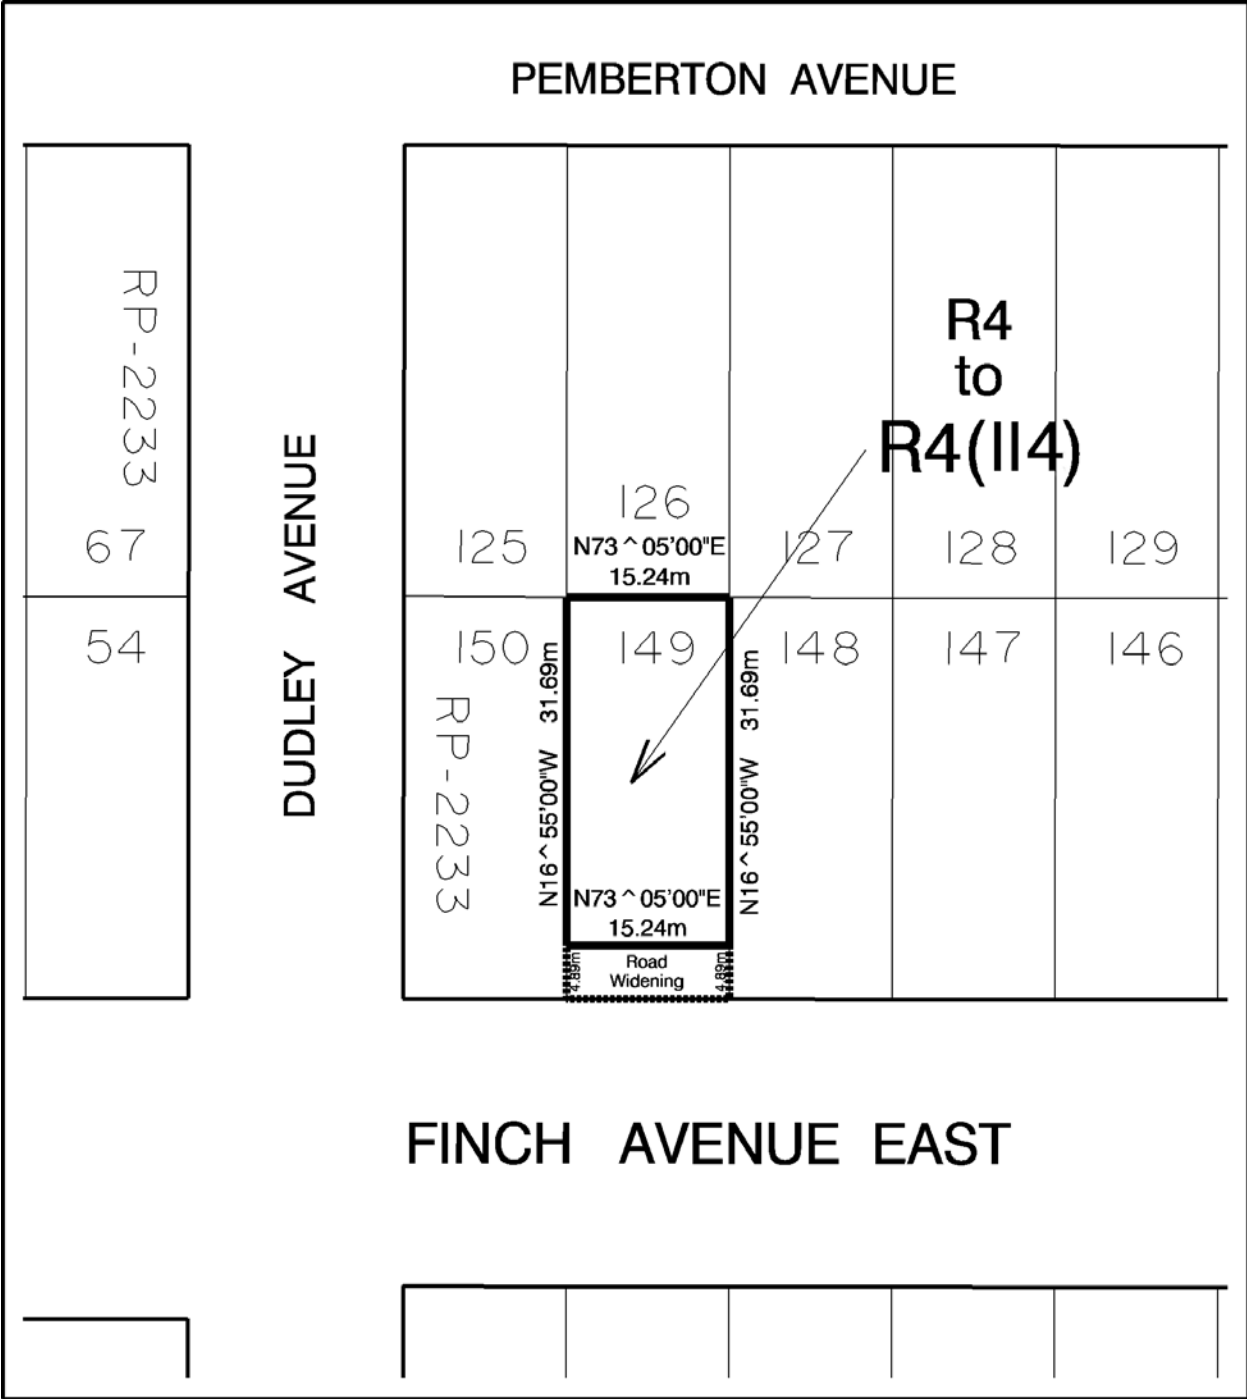 PEMBERTON AVENUE
RP-2233
DUDLEY AVENUE
R4
to
R4(114)
67
125
126
127
128
129
N73^05'00"E
15.24m
54
150
149
148
147
146
RP-2233
N16^55'00"W 31.69m
N16^55'00"W 31.69m
N73^05'00"E
15.24m
4.89m
Road
Widening
4.89m
FINCH AVENUE EAST